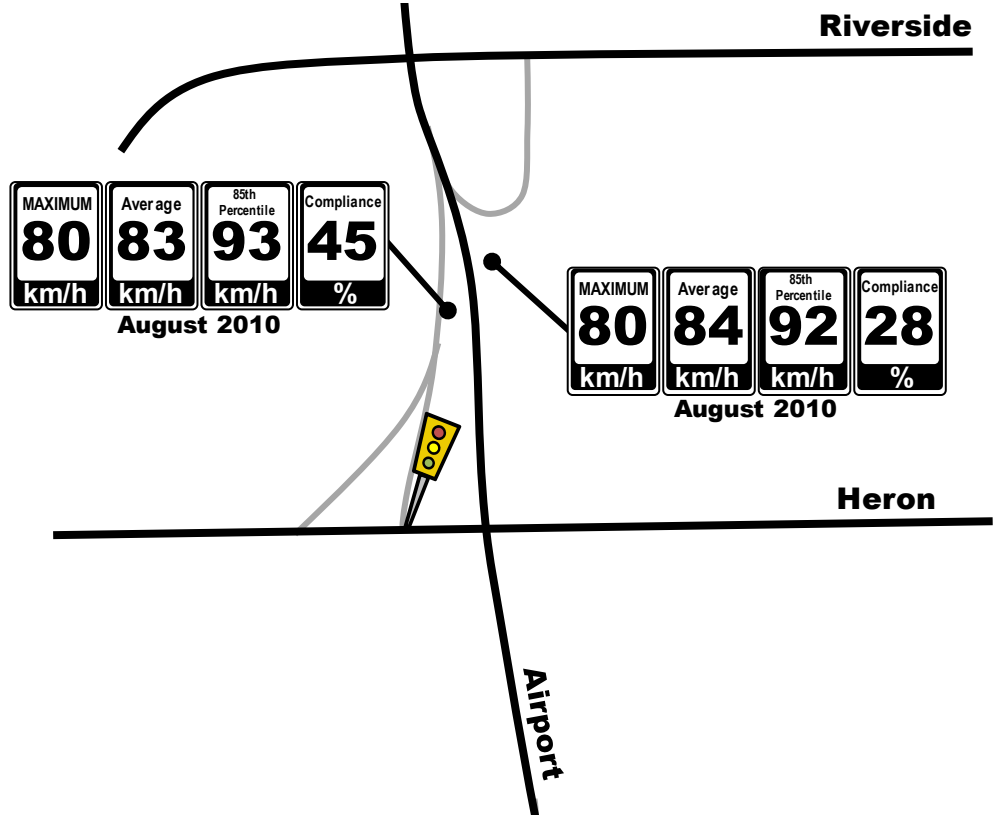 Riverside
MAXIMUM
80
km/h
Average
83
km/h
85th
Percentile
93
km/h
Compliance
45
%
August 2010
MAXIMUM
80
km/h
Average
84
km/h
85th
Percentile
92
km/h
Compliance
28
%
August 2010
Heron
Airport